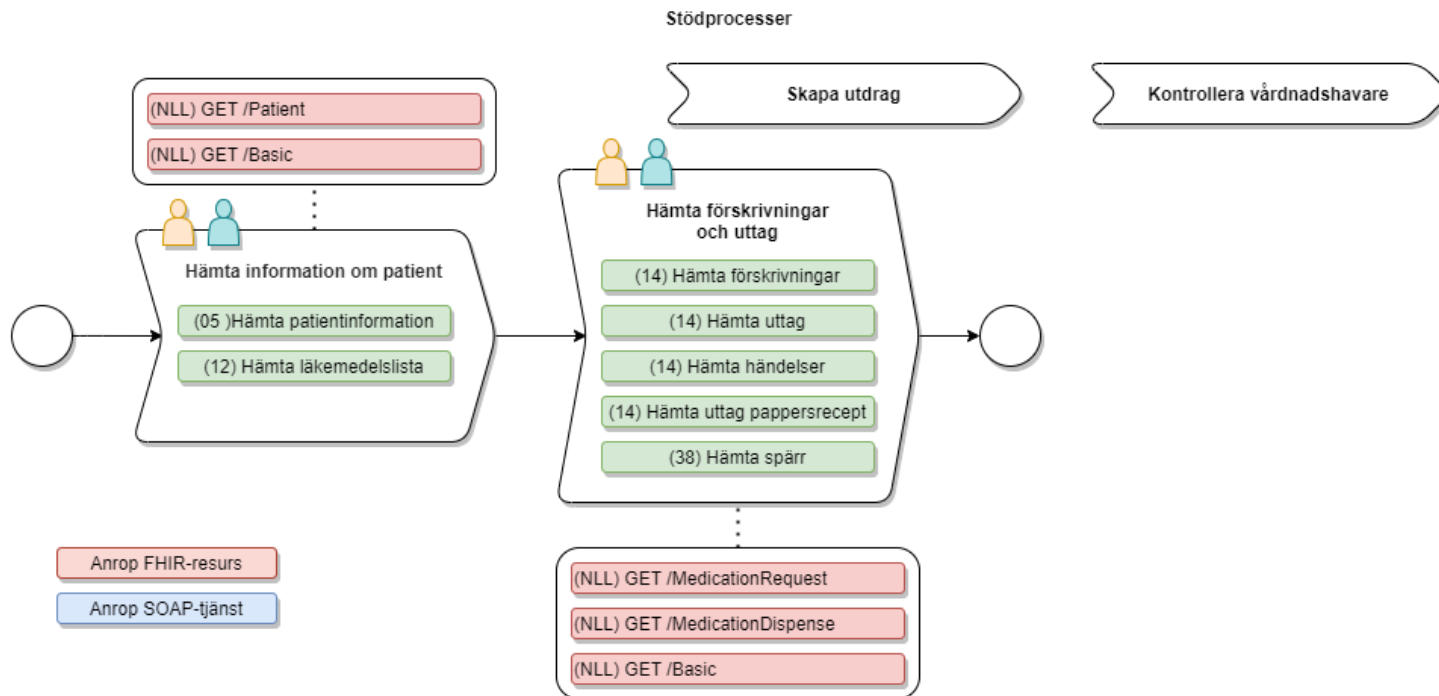 Stödprocesser
Skapa utdrag
Kontrollera vårdnadshavare
(NLL) GET /Patient
(NLL) GET /Basic
Hämta information om patient
(05 )Hämta patientinformation
(12) Hämta läkemedelslista
Hämta förskrivningar
och uttag
(14) Hämta förskrivningar
(14) Hämta uttag
(14) Hämta händelser
(14) Hämta uttag pappersrecept
(38) Hämta spärr
(NLL) GET /MedicationRequest
(NLL) GET /MedicationDispense
(NLL) GET /Basic
Anrop FHIR-resurs
Anrop SOAP-tjänst